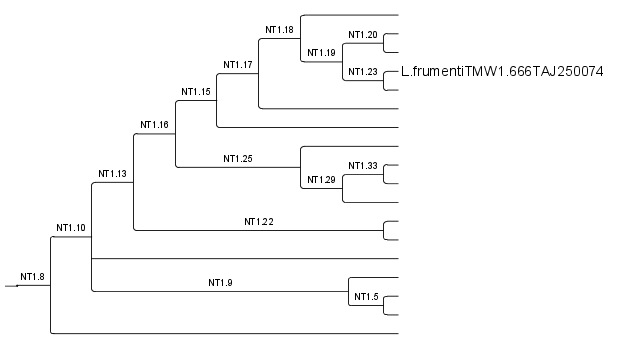 NT1.18
NT1.20
NT1.19
NT1.17
NT1.23
L.frumentiTMW1.666TAJ250074
NT1.15
NT1.16
NT1.25
NT1.33
NT1.13
NT1.29
NT1.22
NT1.10
NT1.8
NT1.9
NT1.5